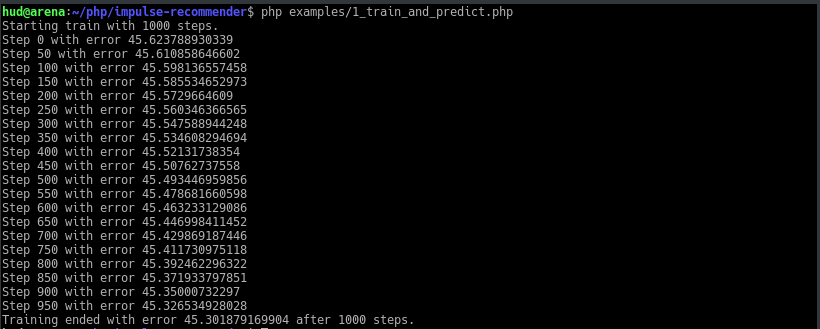 hud@arena:~/php/impulse-recommender$ php examples/1_train_and_predict.php
Starting train with 1000 steps.
Step 0 with error 45.623788930339
Step 50 with error 45.610858646602
Step 100 with error 45.598136557458
Step 150 with error 45.585534652973
Step 200 with error 45.5729664609
Step 250 with error 45.560346366565
Step 300 with error 45.547588944248
Step 350 with error 45.534608294694
Step 400 with error 45.52131738354
Step 450 with error 45.50762737558
Step 500 with error 45.493446959856
Step 550 with error 45.478681660598
Step 600 with error 45.463233129086
Step 650 with error 45.446998411452
Step 700 with error 45.429869187446
Step 750 with error 45.411730975118
Step 800 with error 45.392462296322
Step 850 with error 45.371933797851
Step 900 with error 45.35000732297
Step 950 with error 45.326534928028
Training ended with error 45.301879169904 after 1000 steps.